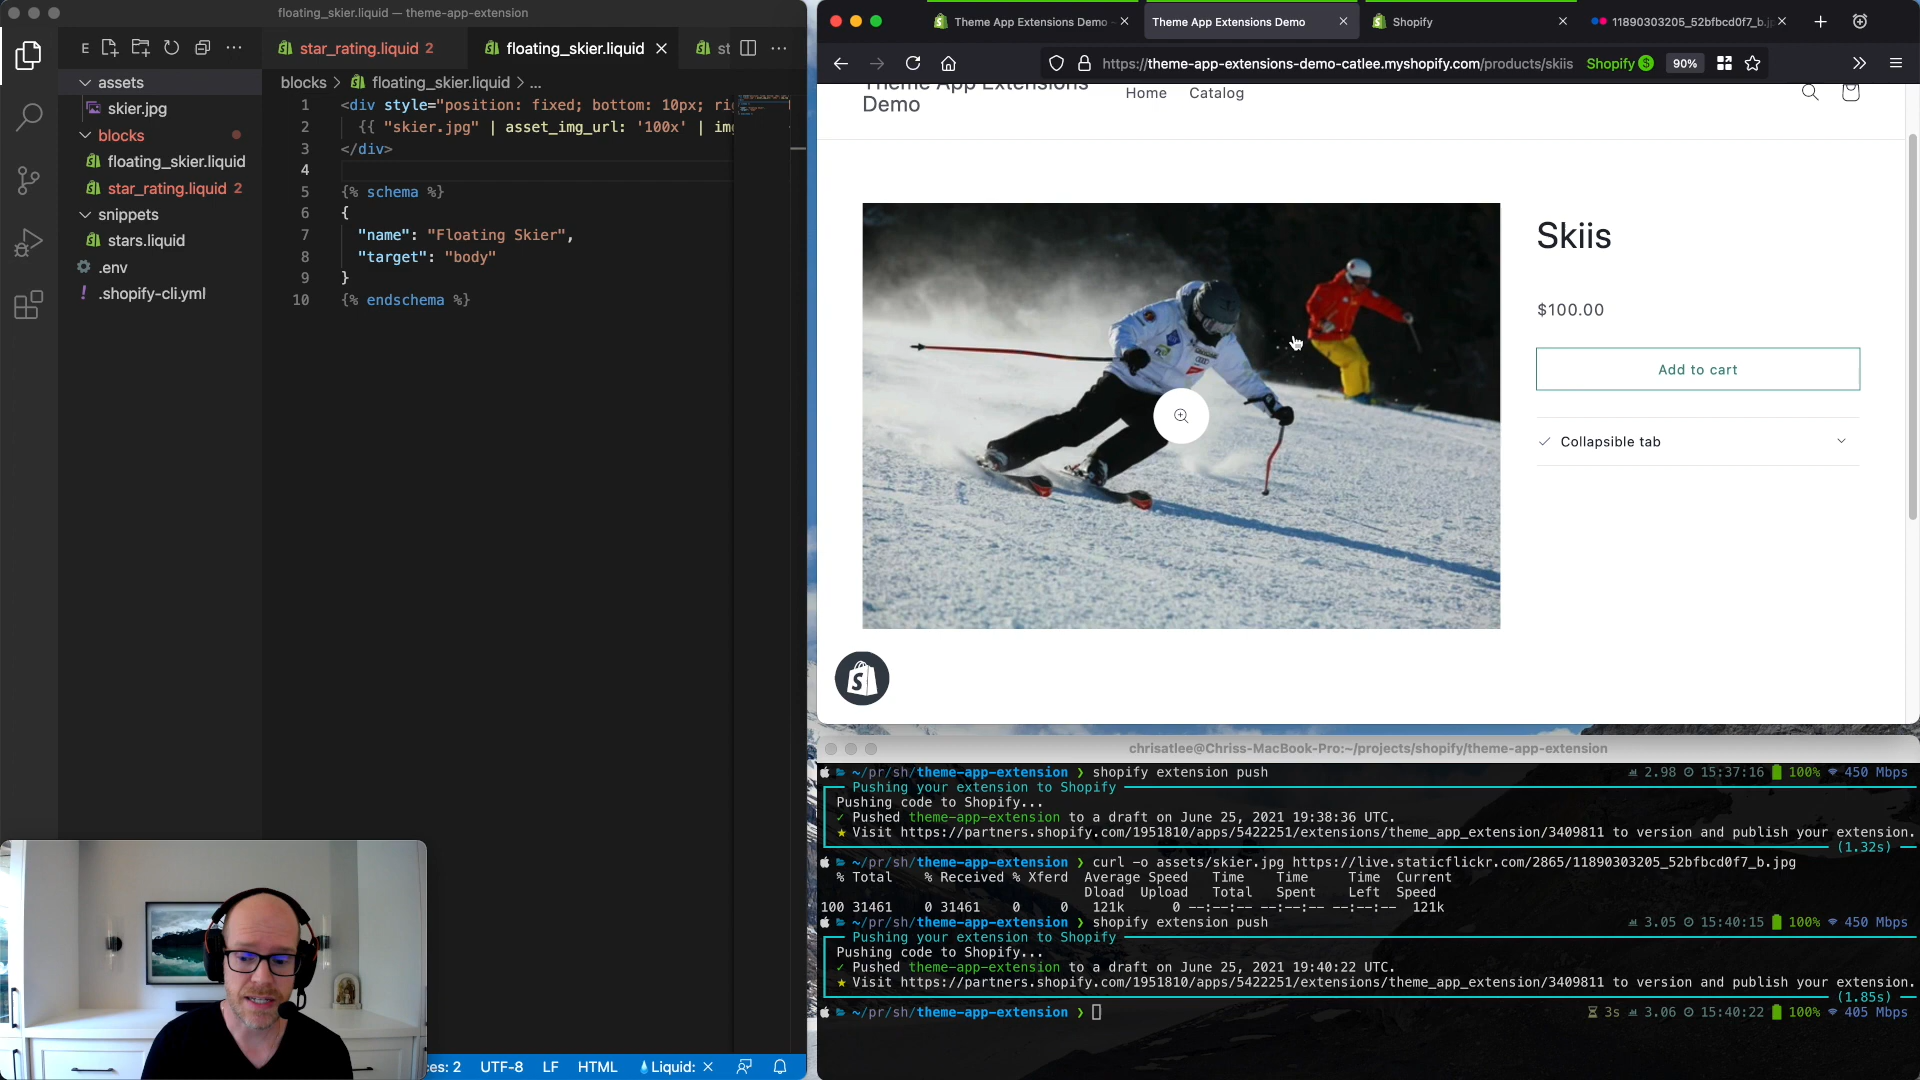 floating_skier.liquid — theme-app-extension
E
star_rating.liquid 2
floating_skier.liquid
st
assets
skier.jpg
blocks
floating_skier.liquid
star_rating.liquid 2
snippets
stars.liquid
.env
! .shopify-cli.yml
blocks > floating_skier.liquid > ...
1 <div style="position: fixed; bottom: 10px; ri
2 {{ "skier.jpg" | asset_img_url: '100x' | im
3 </div>
4
5 {% schema %}
6 {
7 "name": "Floating Skier",
8 "target": "body"
9 }
10 {% endschema %}
es: 2 UTF-8 LF HTML Liquid: ✕
Theme App Extensions Demo
Theme App Extensions Demo
Shopify
11890303205_52bfbcd0f7_b.j
https://theme-app-extensions-demo-catlee.myshopify.com/products/skiis
Shopify
90%
Theme App Extensions
Demo
Home Catalog
Skiis
$100.00
Add to cart
Collapsible tab
chrisatlee@Chriss-MacBook-Pro:~/projects/shopify/theme-app-extension
~/pr/sh/theme-app-extension ❯ shopify extension push 2.98 15:37:16 100% 450 Mbps
Pushing your extension to Shopify
Pushing code to Shopify...
✓ Pushed theme-app-extension to a draft on June 25, 2021 19:38:36 UTC.
★ Visit https://partners.shopify.com/1951810/apps/5422251/extensions/theme_app_extension/3409811 to version and publish your extension.
(1.32s)
~/pr/sh/theme-app-extension ❯ curl -o assets/skier.jpg https://live.staticflickr.com/2865/11890303205_52bfbcd0f7_b.jpg
% Total % Received % Xferd Average Speed Time Time Time Current
Dload Upload Total Spent Left Speed
100 31461 0 31461 0 0 121k 0 --:--:-- --:--:-- --:--:-- 121k
~/pr/sh/theme-app-extension ❯ shopify extension push 3.05 15:40:15 100% 450 Mbps
Pushing your extension to Shopify
Pushing code to Shopify...
✓ Pushed theme-app-extension to a draft on June 25, 2021 19:40:22 UTC.
★ Visit https://partners.shopify.com/1951810/apps/5422251/extensions/theme_app_extension/3409811 to version and publish your extension.
(1.85s)
~/pr/sh/theme-app-extension ❯ 3s 3.06 15:40:22 100% 405 Mbps